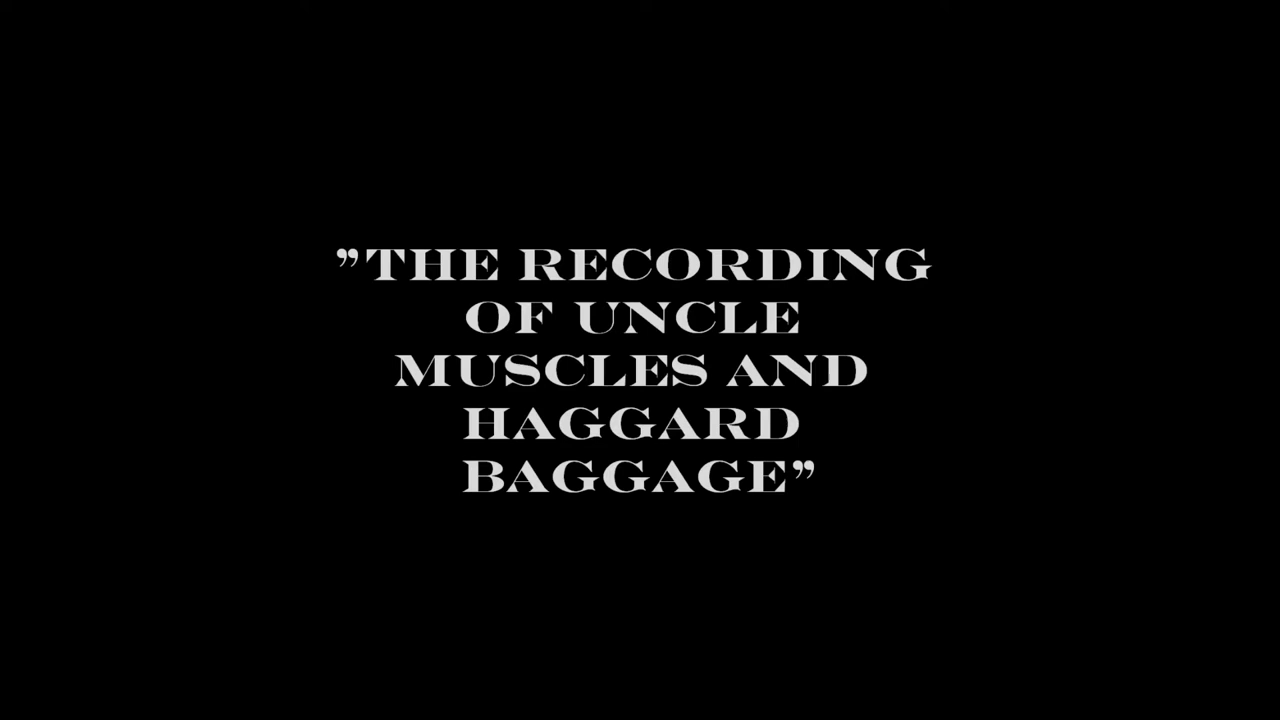 ”THE RECORDING
OF UNCLE
MUSCLES AND
HAGGARD
BAGGAGE”